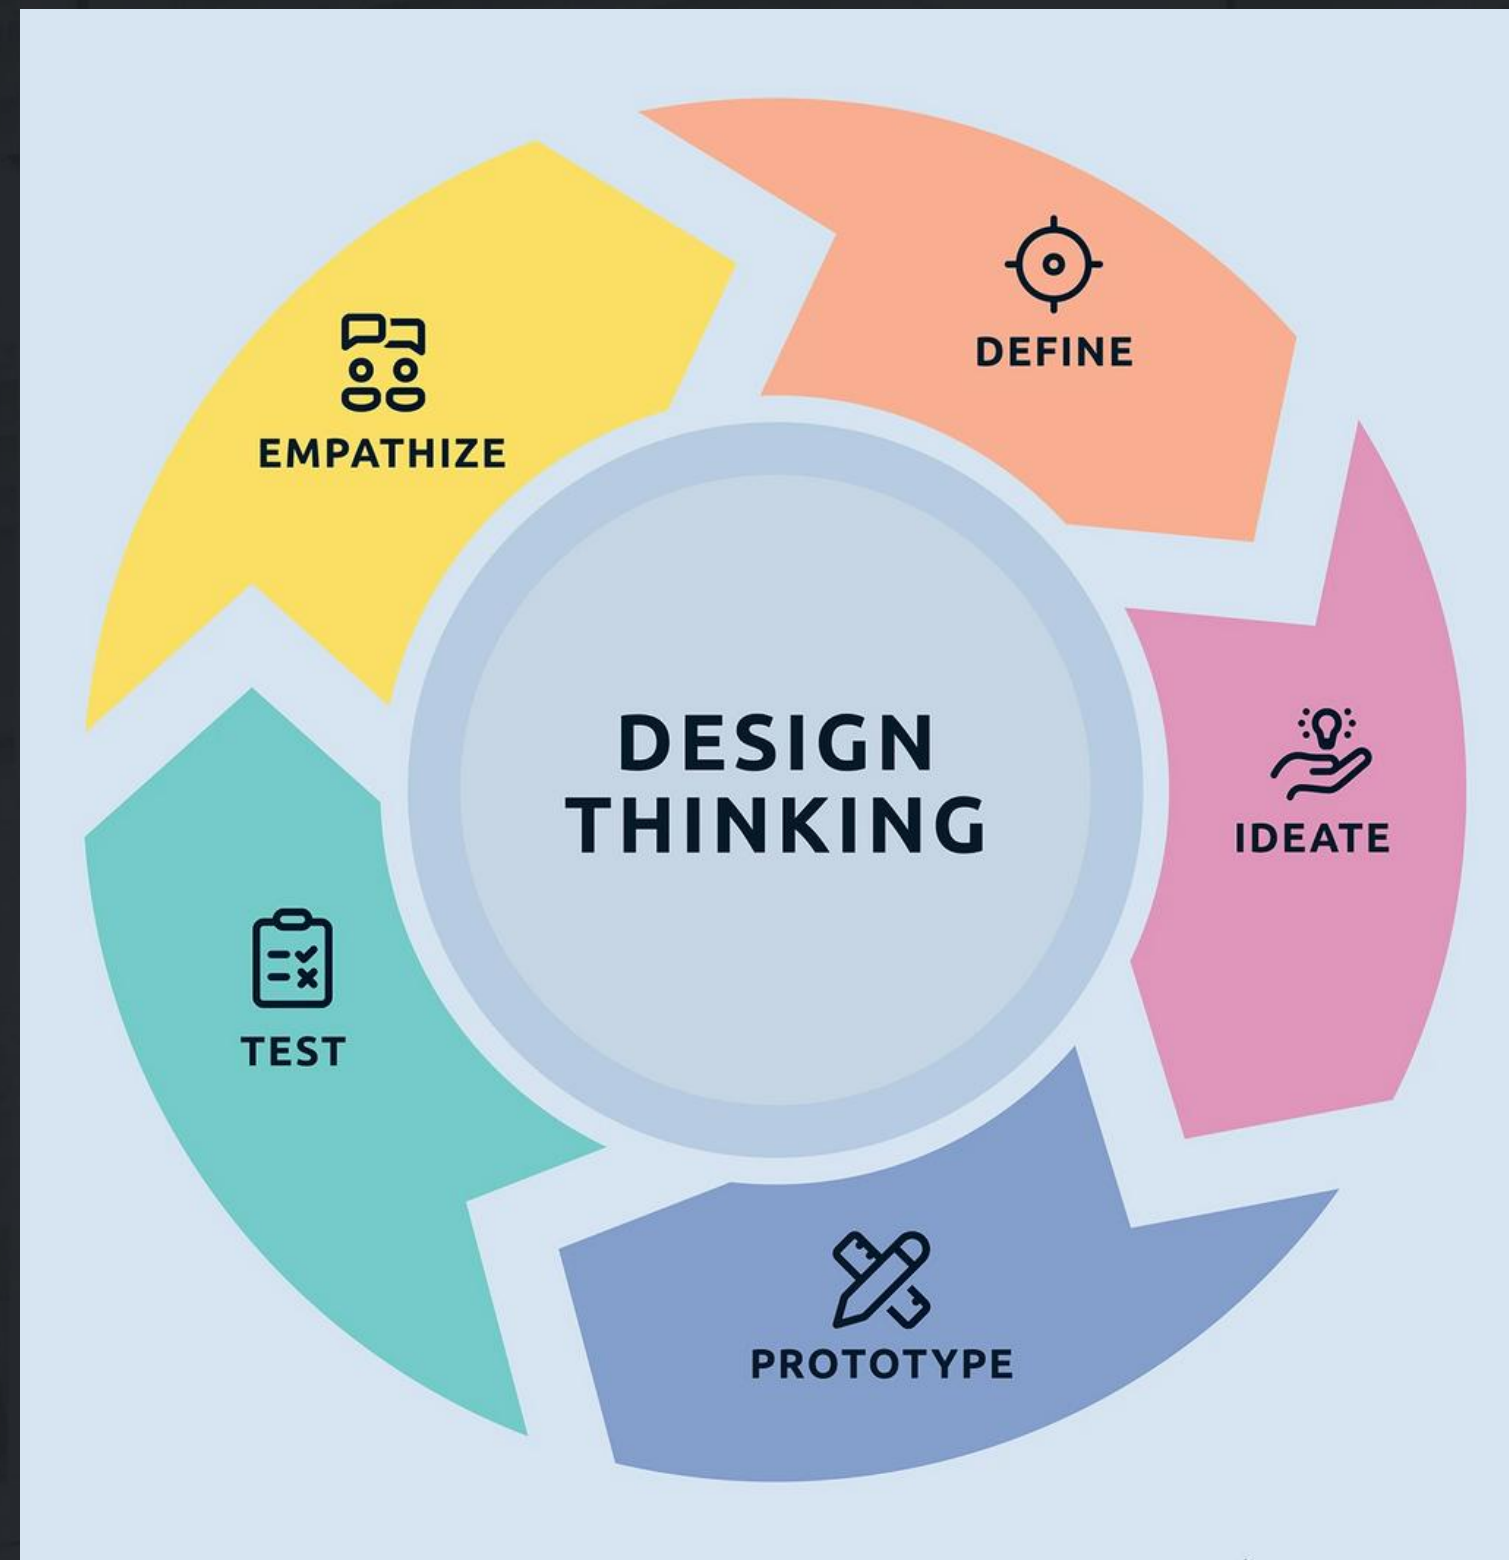 DEFINE
EMPATHIZE
DESIGN
THINKING
IDEATE
TEST
PROTOTYPE